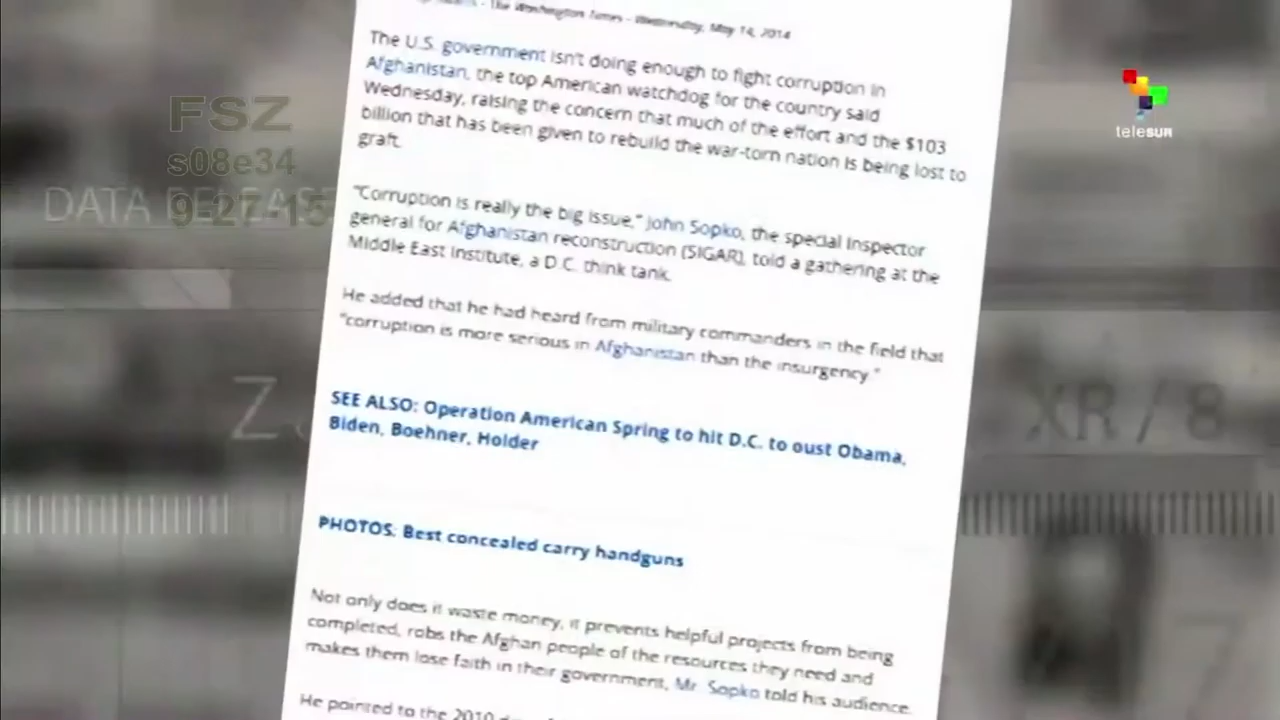 - The Washington Times - Wednesday, May 14, 2014
The U.S. government isn't doing enough to fight corruption in
Afghanistan, the top American watchdog for the country said
Wednesday, raising the concern that much of the effort and the $103
billion that has been given to rebuild the war-torn nation is being lost to
graft.
"Corruption is really the big issue," John Sopko, the special inspector
general for Afghanistan reconstruction (SIGAR), told a gathering at the
Middle East Institute, a D.C. think tank.
He added that he had heard from military commanders in the field that
"corruption is more serious in Afghanistan than the insurgency."
SEE ALSO: Operation American Spring to hit D.C. to oust Obama,
Biden, Boehner, Holder
PHOTOS: Best concealed carry handguns
Not only does it waste money, it prevents helpful projects from being
completed, robs the Afghan people of the resources they need and
makes them lose faith in their government, Mr. Sopko told his audience.
He pointed to the 2010
FSZ
s08e34
9-27-15
DATA RELEAS
Z
XR / 8
7
teleSUR